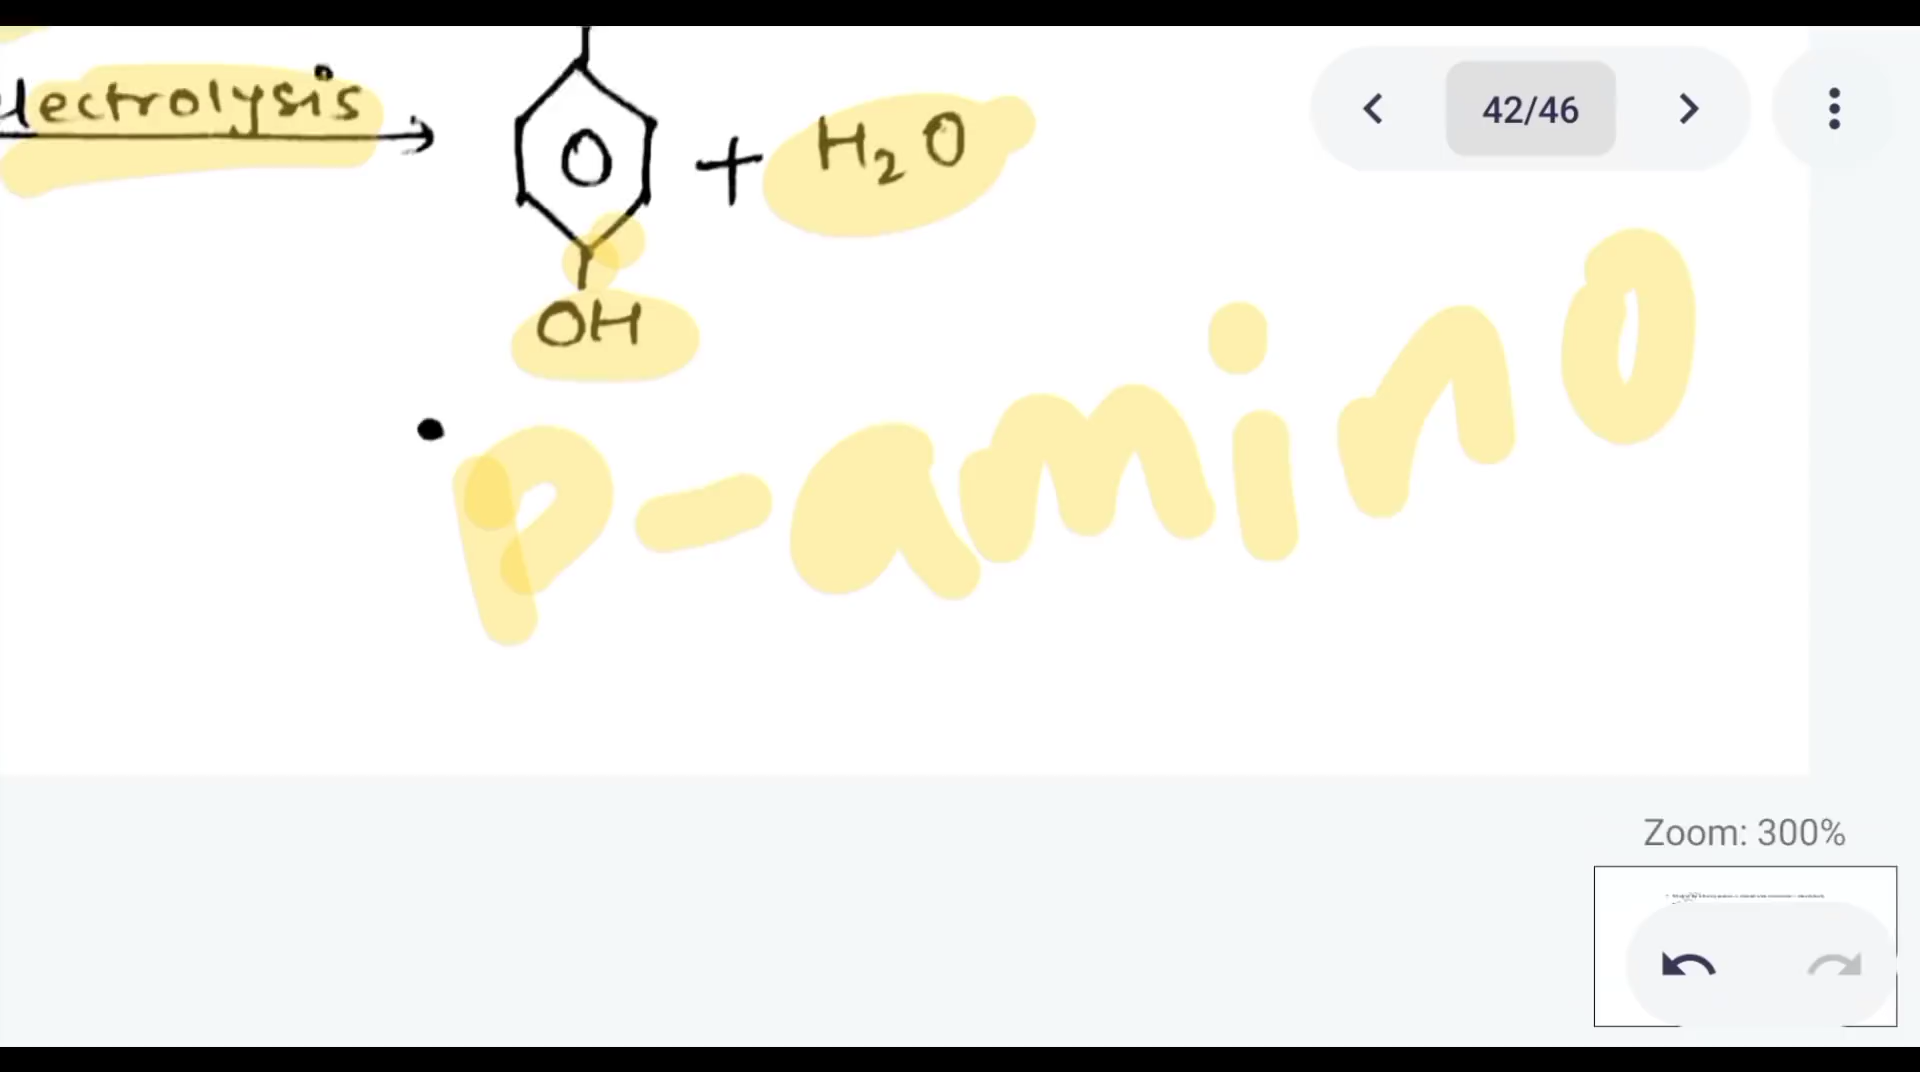 lectrolysis
+ H₂O
42/46
OH
p-amino
Zoom: 300%